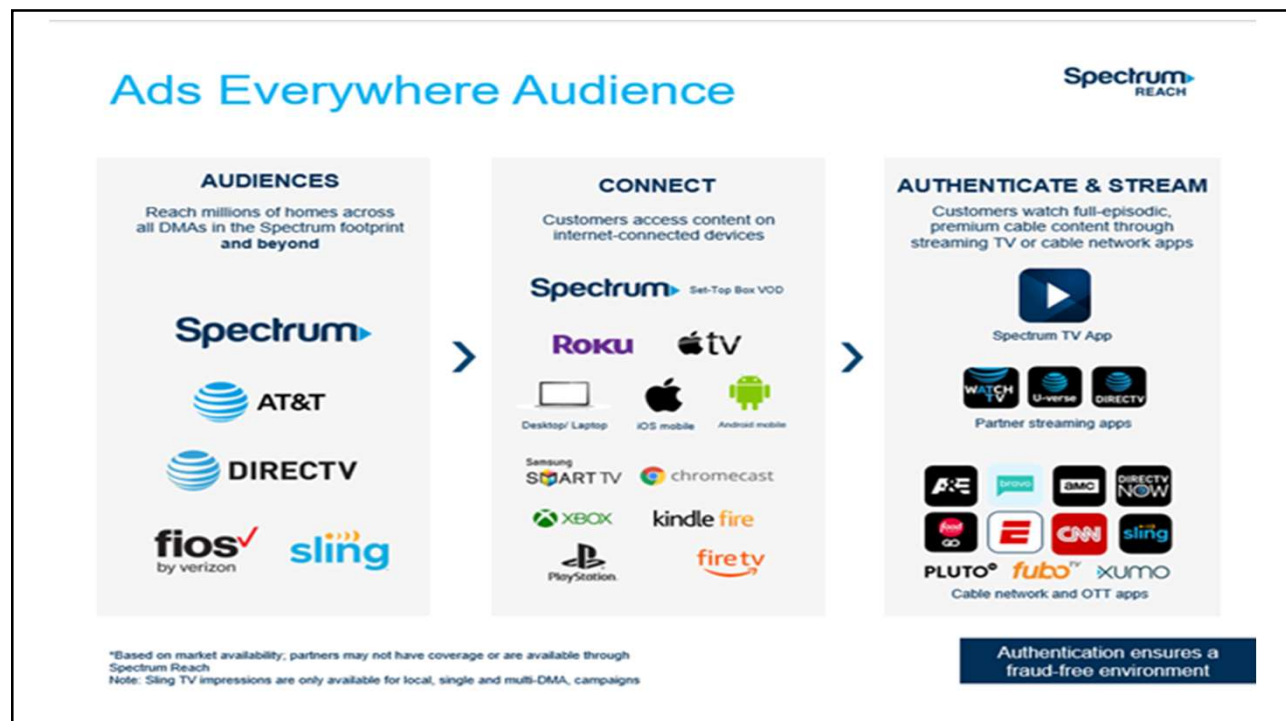 Ads Everywhere Audience
Spectrum
REACH
AUDIENCES
Reach millions of homes across
all DMAs in the Spectrum footprint
and beyond
Spectrum
AT&T
DIRECTV
fios
by verizon
sling
CONNECT
Customers access content on
internet-connected devices
Spectrum Set-Top Box VOD
ROKU
tv
Desktop/ Laptop
iOS mobile
Android mobile
Samsung
SMART TV
chromecast
XBOX
kindle fire
PlayStation.
fire tv
AUTHENTICATE & STREAM
Customers watch full-episodic,
premium cable content through
streaming TV or cable network apps
Spectrum TV App
WATCH
TV
U-verse
DIRECTV
Partner streaming apps
A&E
bravo
amc
DIRECTV
NOW
food
GO
E
CNN
sling
PLUTO
fubo TV
XUMO
Cable network and OTT apps
*Based on market availability; partners may not have coverage or are available through
Spectrum Reach
Note: Sling TV impressions are only available for local, single and multi-DMA, campaigns
Authentication ensures a
fraud-free environment